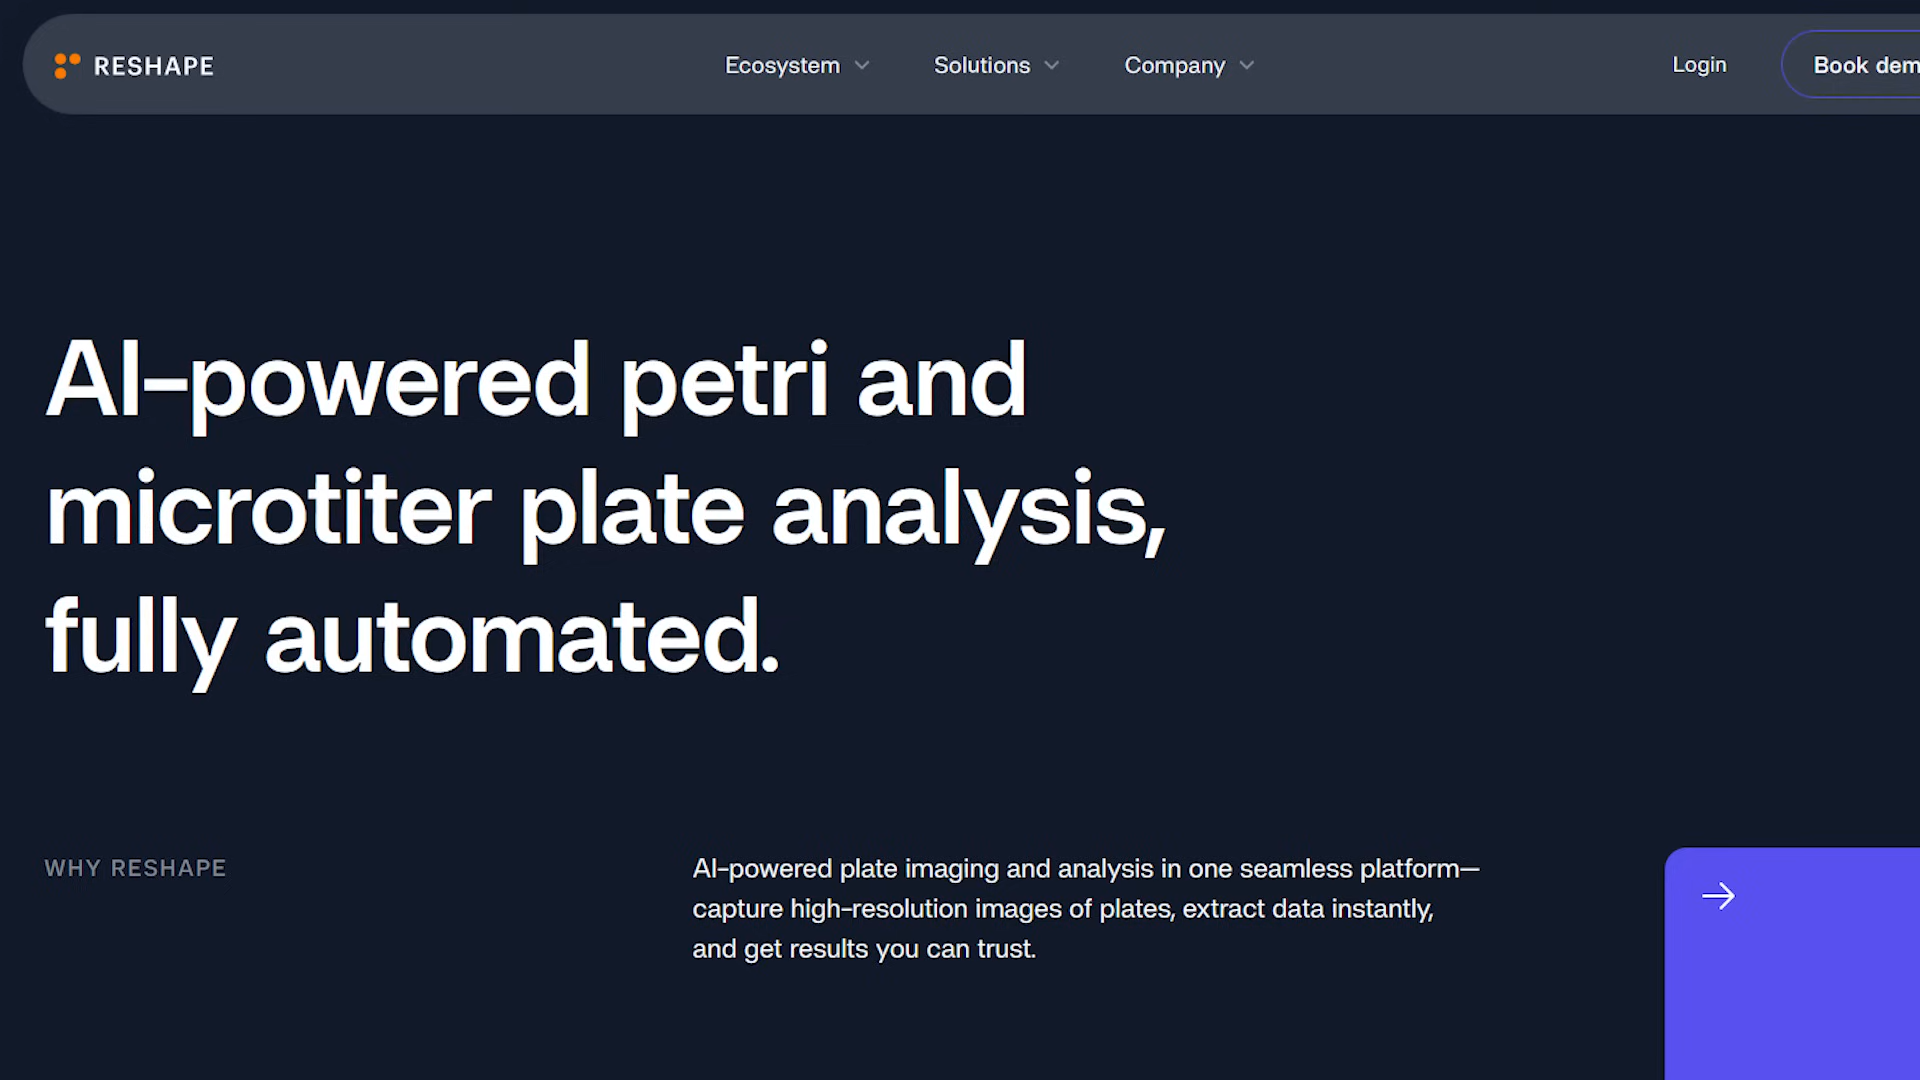 RESHAPE
Ecosystem
Solutions
Company
Login
Book dem
AI-powered petri and
microtiter plate analysis,
fully automated.
WHY RESHAPE
AI-powered plate imaging and analysis in one seamless platform—
capture high-resolution images of plates, extract data instantly,
and get results you can trust.